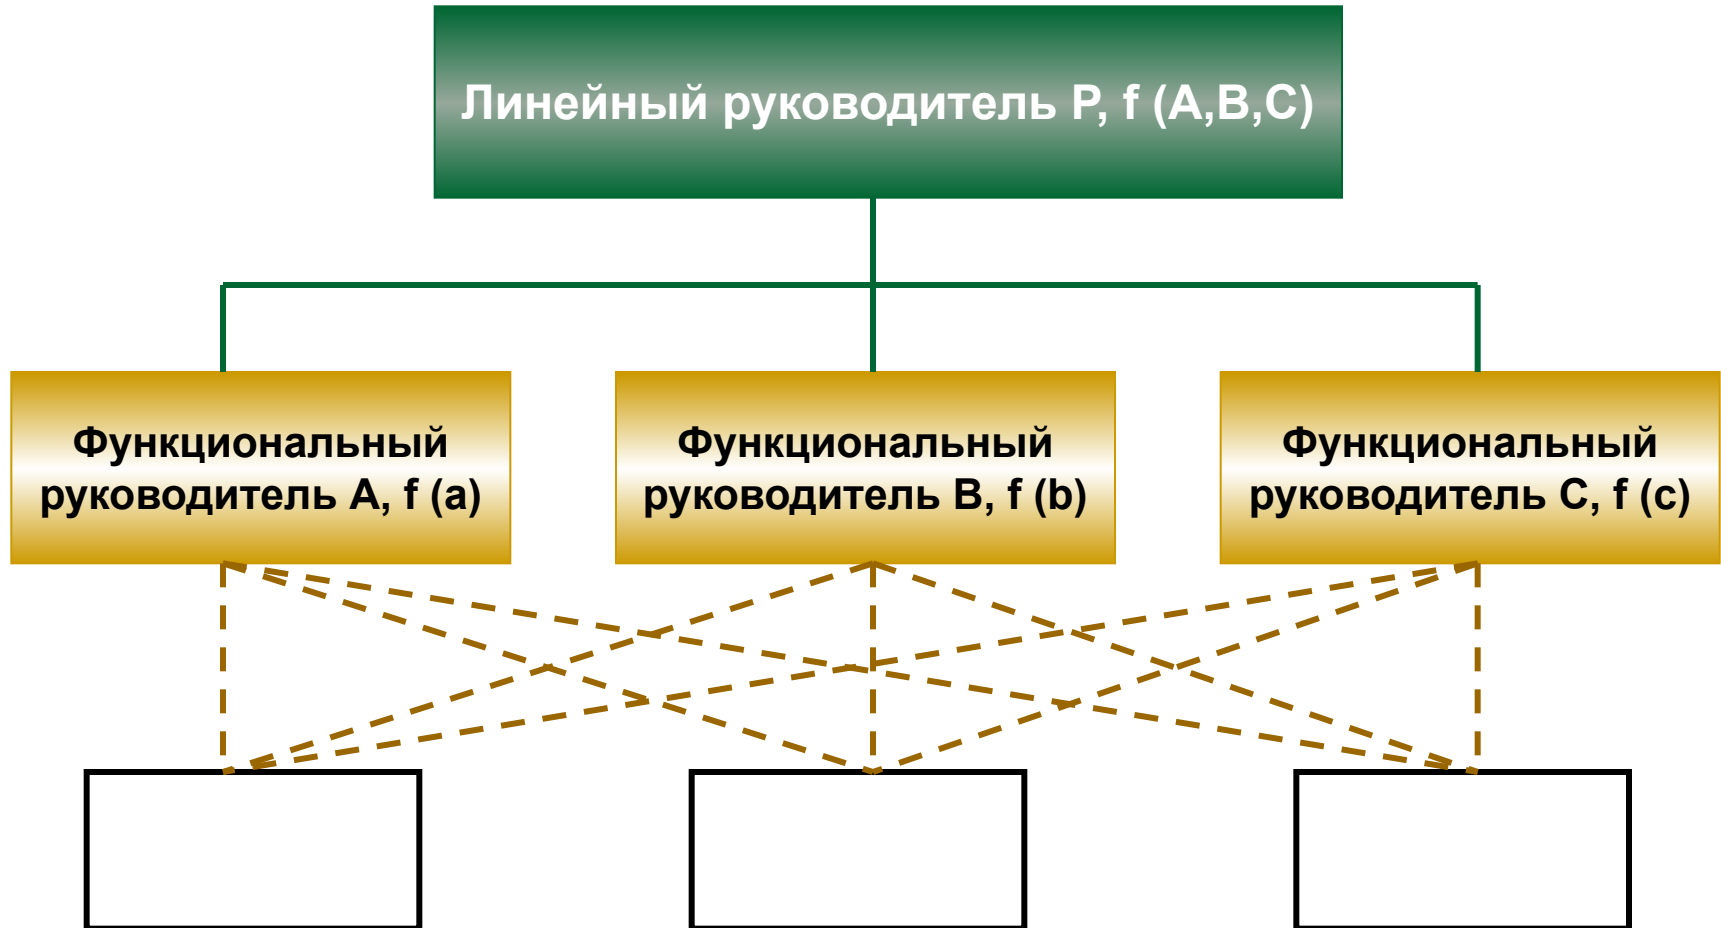 Линейный руководитель Р, f (А,В,С)
Функциональный
руководитель А, f (a)
Функциональный
руководитель В, f (b)
Функциональный
руководитель С, f (c)